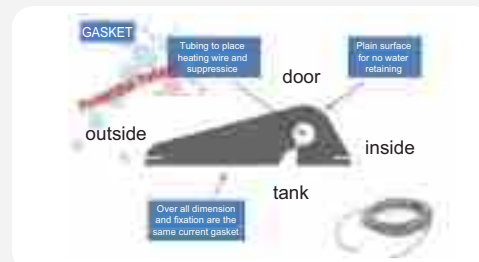 GASKET
Tubing to place
heating wire and
suppressice
Plain surface
for no water
retaining
door
outside
inside
tank
Over all dimension
and fixation are the
same current gasket